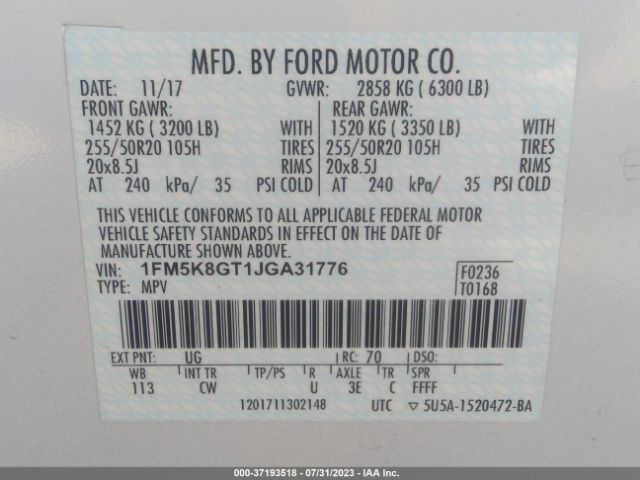 MFD. BY FORD MOTOR CO.
DATE: 11/17 GVWR: 2858 KG ( 6300 LB)
FRONT GAWR: REAR GAWR:
1452 KG ( 3200 LB) WITH 1520 KG ( 3350 LB) WITH
255/50R20 105H TIRES 255/50R20 105H TIRES
20x8.5J RIMS 20x8.5J RIMS
AT 240 kPa/ 35 PSI COLD AT 240 kPa/ 35 PSI COLD
THIS VEHICLE CONFORMS TO ALL APPLICABLE FEDERAL MOTOR
VEHICLE SAFETY STANDARDS IN EFFECT ON THE DATE OF
MANUFACTURE SHOWN ABOVE.
VIN: 1FM5K8GT1JGA31776 F0236
TYPE: MPV T0168
EXT PNT: UG RC: 70 DSO:
WB INT TR TP/PS R AXLE TR SPR
113 CW U 3E C FFFF
1201711302148 UTC ▽ 5U5A-1520472-BA
000-37193518 - 07/31/2023 - IAAI.com